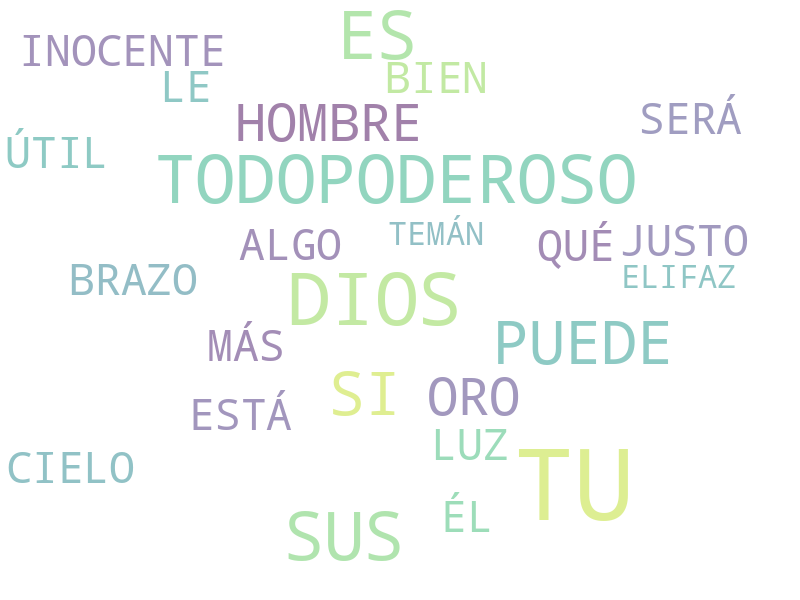 ES
INOCENTE
BIEN
LE
HOMBRE
SERÁ
ÚTIL
TODOPODEROSO
TEMÁN
ALGO
QUÉ
JUSTO
BRAZO
ELIFAZ
DIOS
MÁS
PUEDE
SI
ORO
ESTÁ
LUZ
CIELO
TU
ÉL
SUS